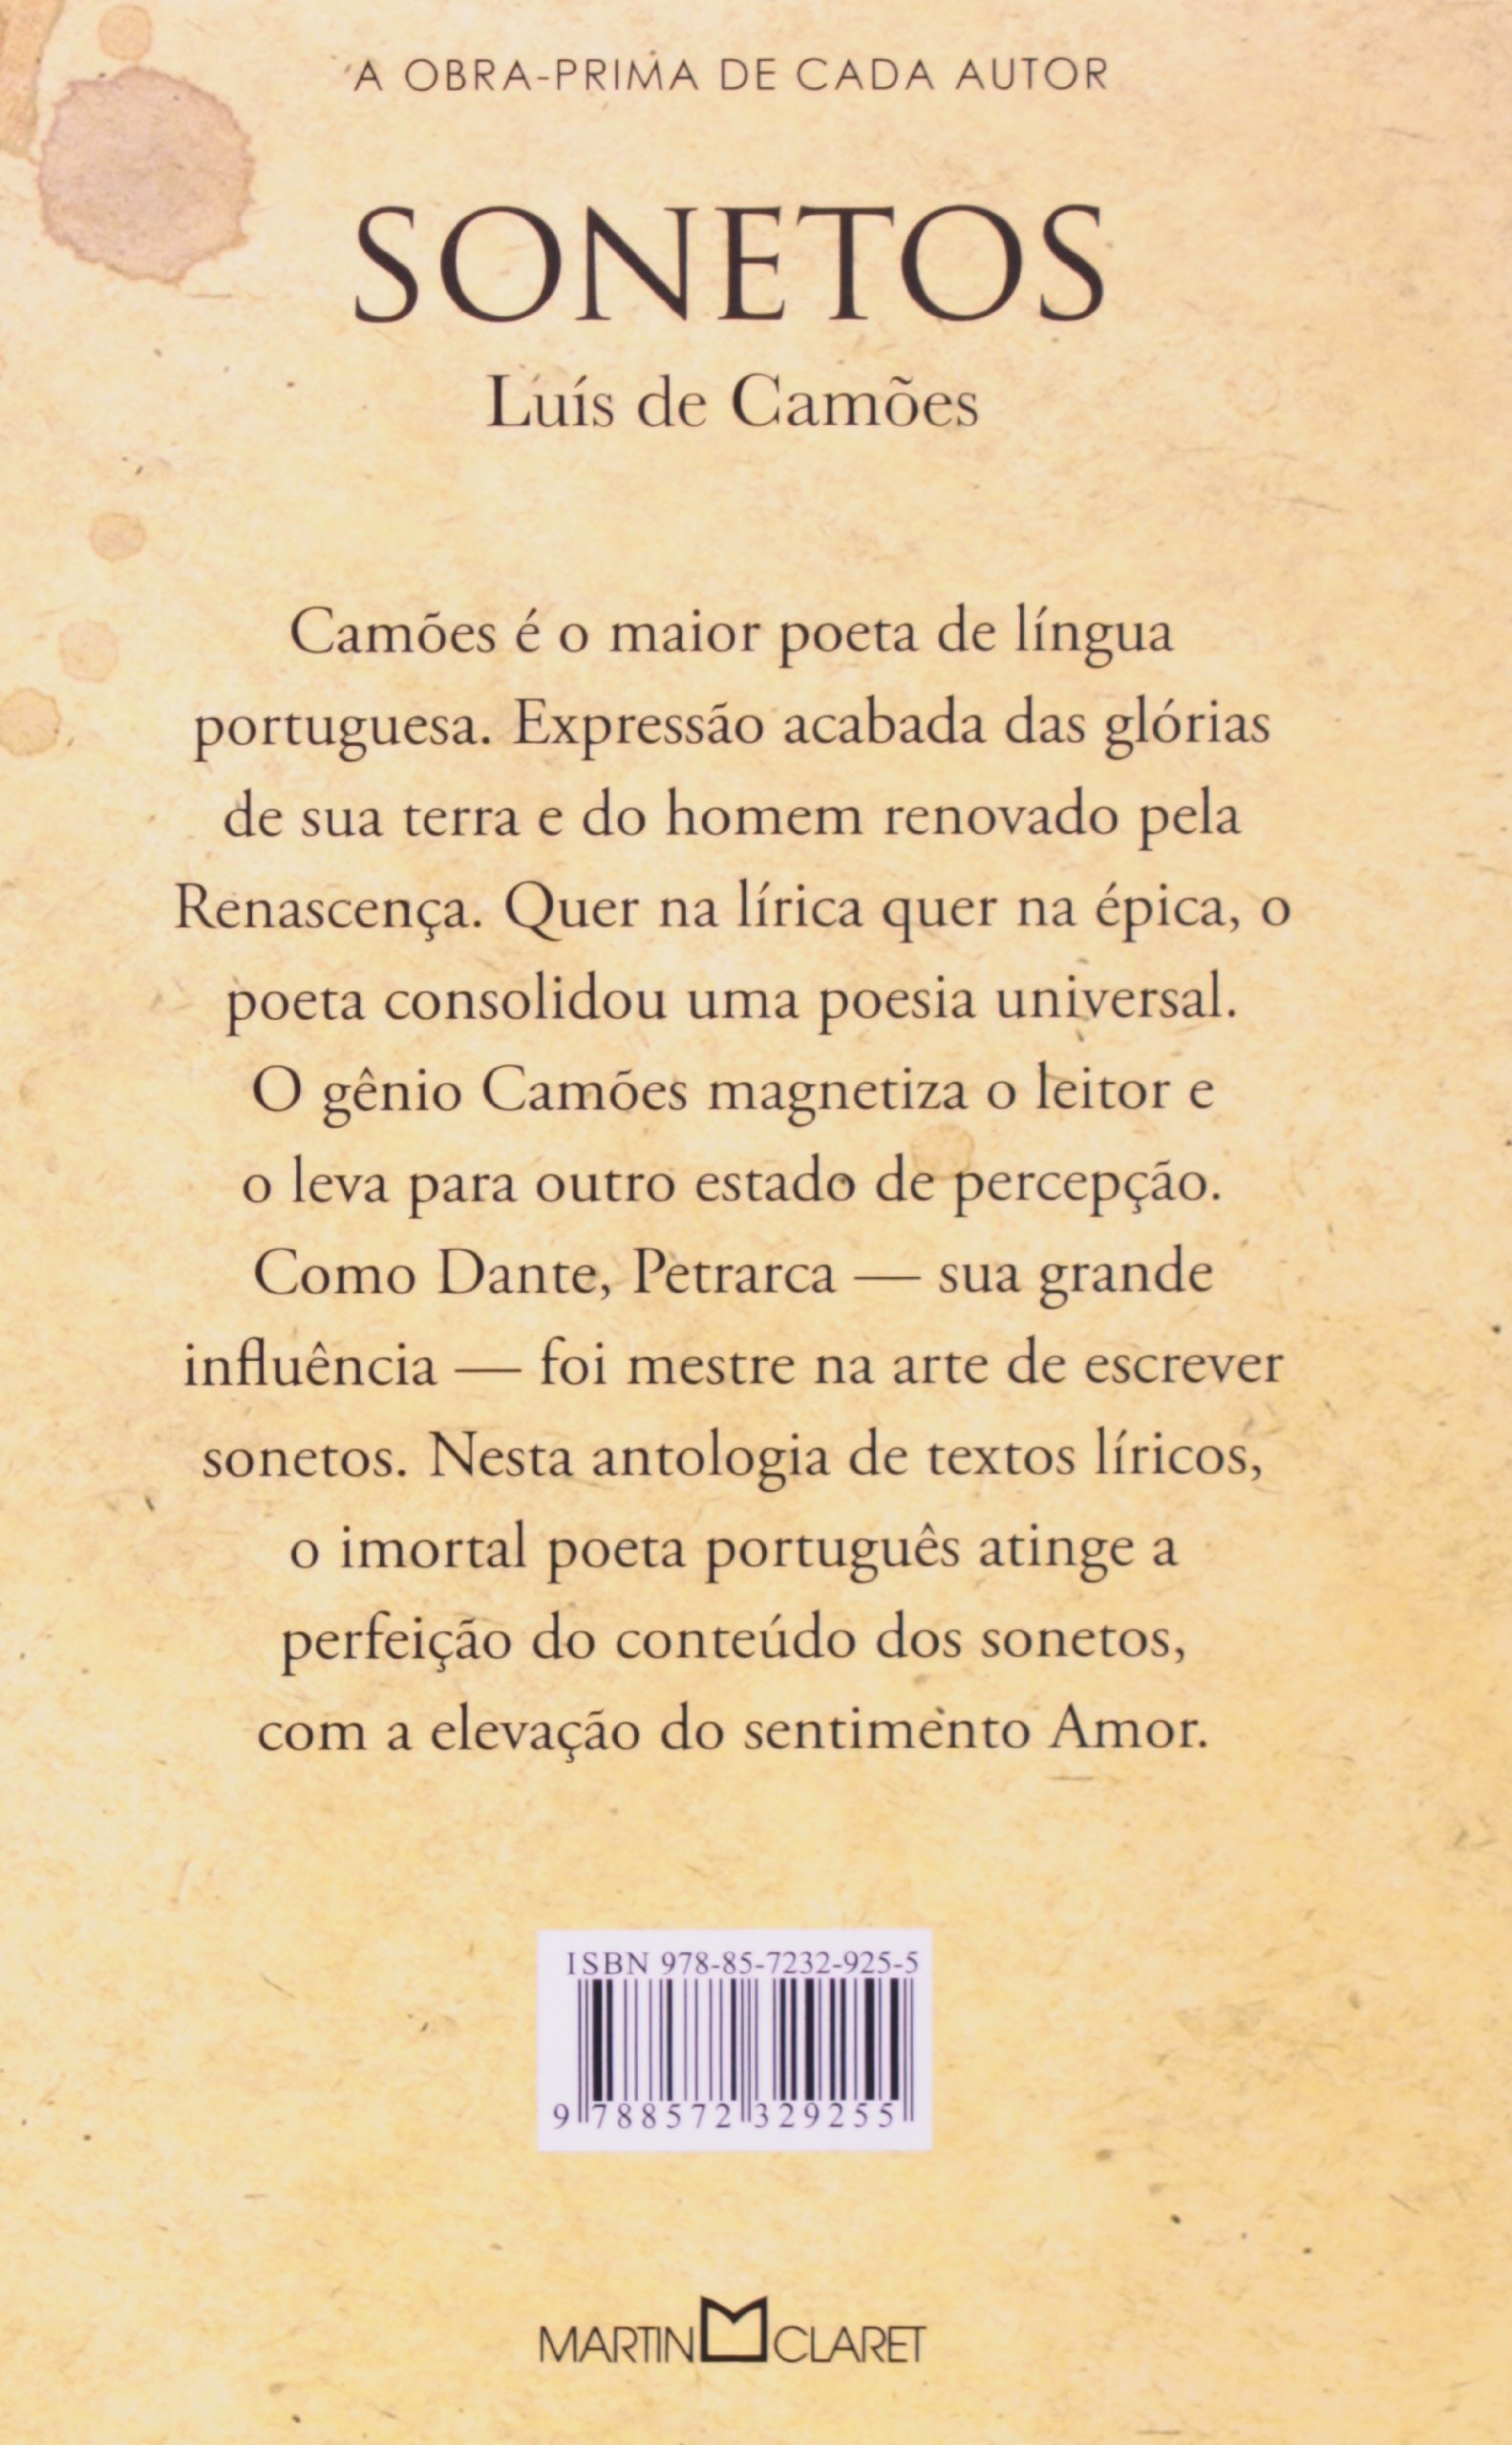 A OBRA-PRIMA DE CADA AUTOR
SONETOS
Luís de Camões
Camões é o maior poeta de língua
portuguesa. Expressão acabada das glórias
de sua terra e do homem renovado pela
Renascença. Quer na lírica quer na épica, o
poeta consolidou uma poesia universal.
O gênio Camões magnetiza o leitor e
o leva para outro estado de percepção.
Como Dante, Petrarca — sua grande
influência — foi mestre na arte de escrever
sonetos. Nesta antologia de textos líricos,
o imortal poeta português atinge a
perfeição do conteúdo dos sonetos,
com a elevação do sentimento Amor.
ISBN 978-85-7232-925-5
9 788572 329255
MARTIN CLARET